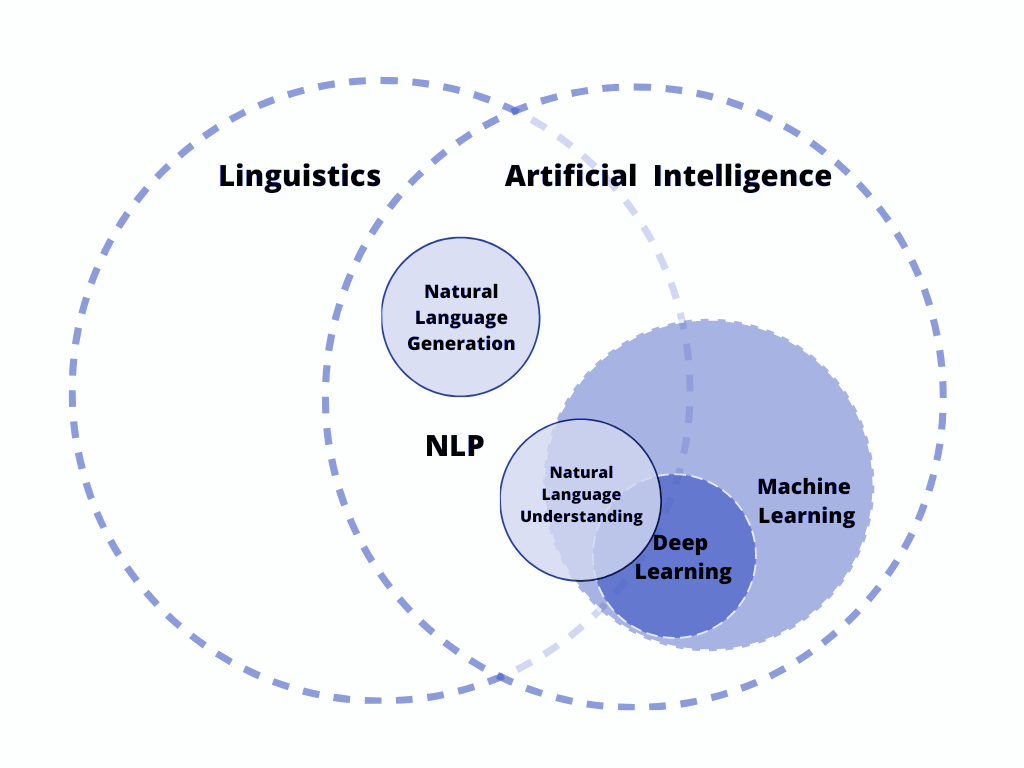 Linguistics
Artificial Intelligence
Natural
Language
Generation
NLP
Natural
Language
Understanding
Machine
Learning
Deep
Learning